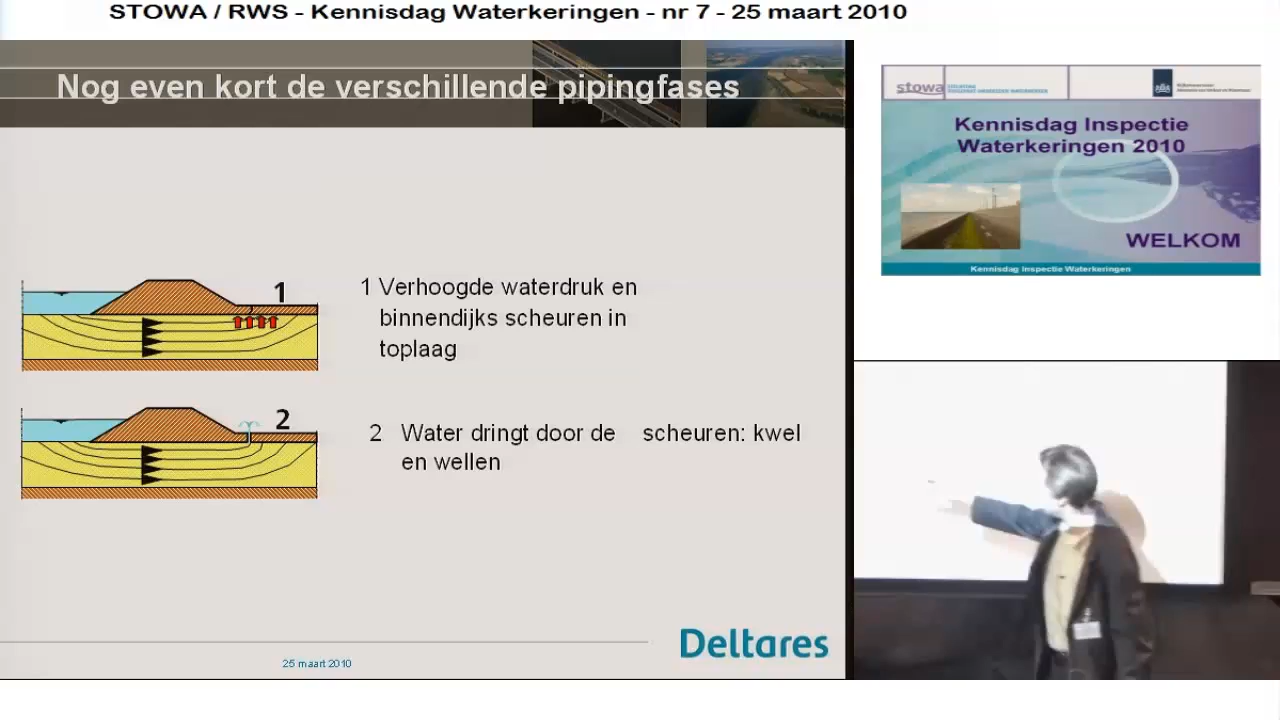 STOWA / RWS - Kennisdag Waterkeringen - nr 7 - 25 maart 2010
Nog even kort de verschillende pipingfases
1
1 Verhoogde waterdruk en
binnendijks scheuren in
toplaag
2
2 Water dringt door de scheuren: kwel
en wellen
25 maart 2010
Deltares
stowa
Kennisdag Inspectie
Waterkeringen 2010
WELKOM
Kennisdag Inspectie Waterkeringen